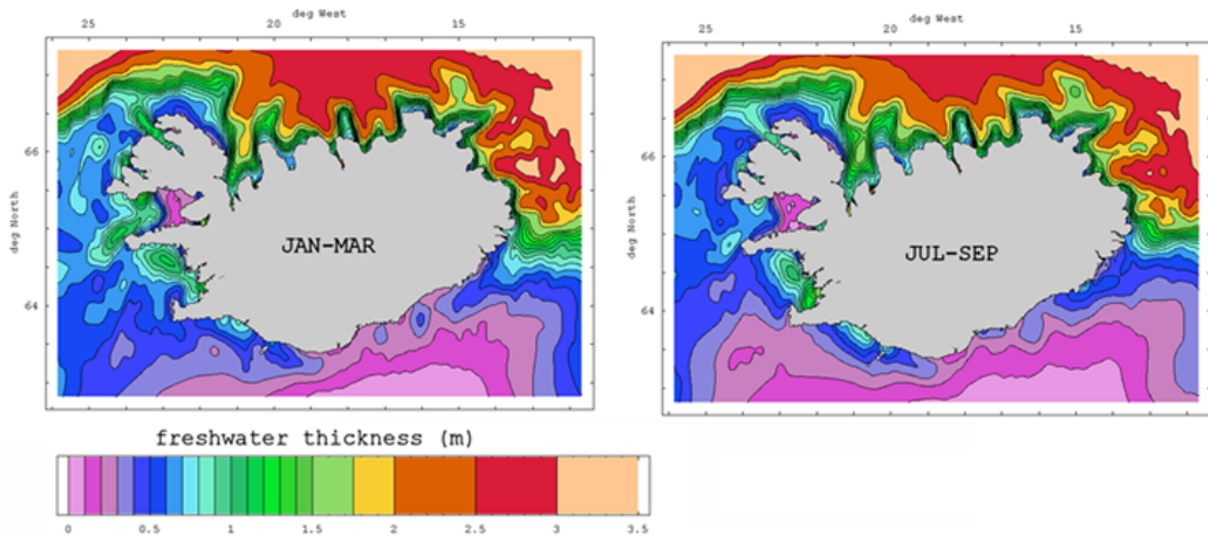 deg West
25 20 15
deg North
66
64
JAN-MAR
deg West
25 20 15
deg North
66
64
JUL-SEP
freshwater thickness (m)
0 0.5 1 1.5 2 2.5 3 3.5